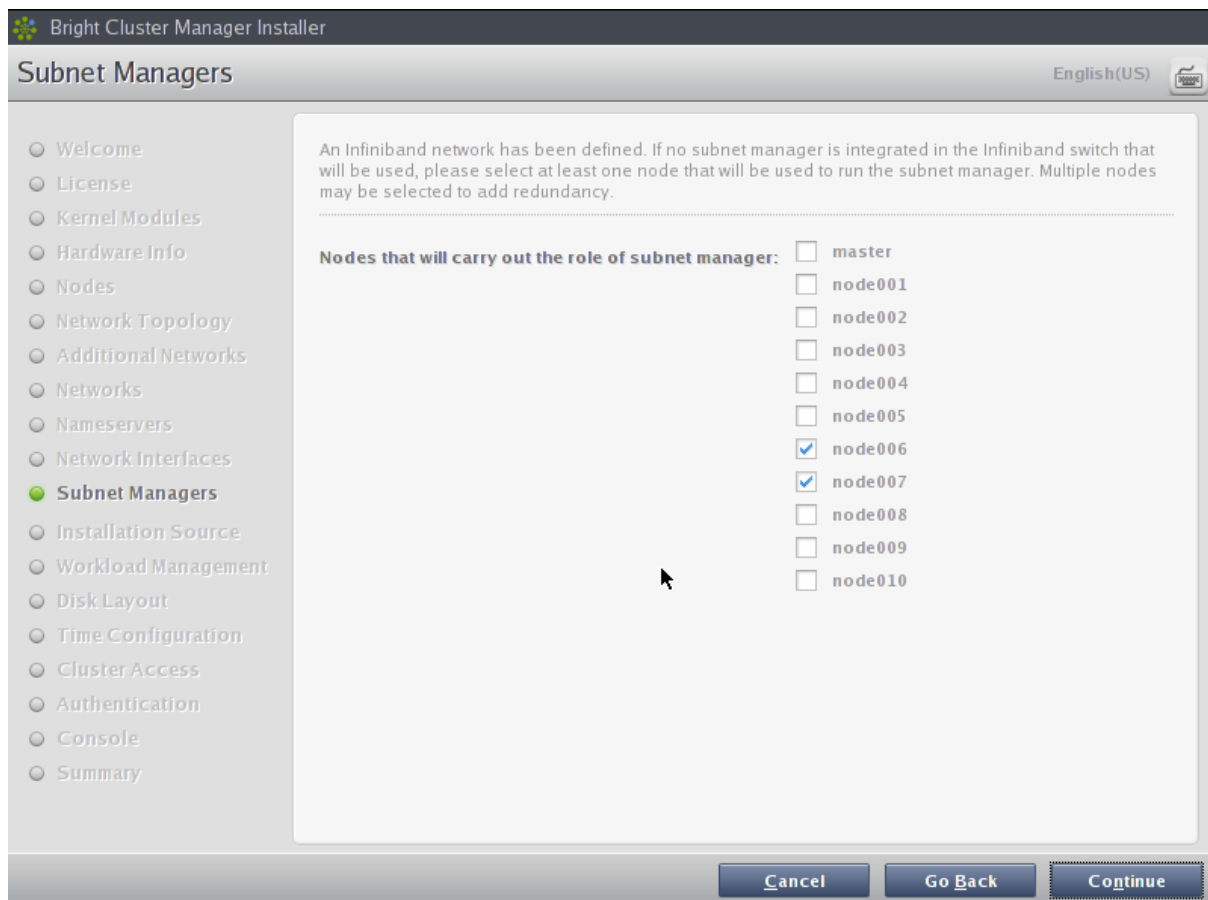 Bright Cluster Manager Installer
Subnet Managers
English(US)
Welcome
License
Kernel Modules
Hardware Info
Nodes
Network Topology
Additional Networks
Networks
Nameservers
Network Interfaces
Subnet Managers
Installation Source
Workload Management
Disk Layout
Time Configuration
Cluster Access
Authentication
Console
Summary
An Infiniband network has been defined. If no subnet manager is integrated in the Infiniband switch that
will be used, please select at least one node that will be used to run the subnet manager. Multiple nodes
may be selected to add redundancy.
Nodes that will carry out the role of subnet manager:
master
node001
node002
node003
node004
node005
node006
node007
node008
node009
node010
Cancel
Go Back
Continue